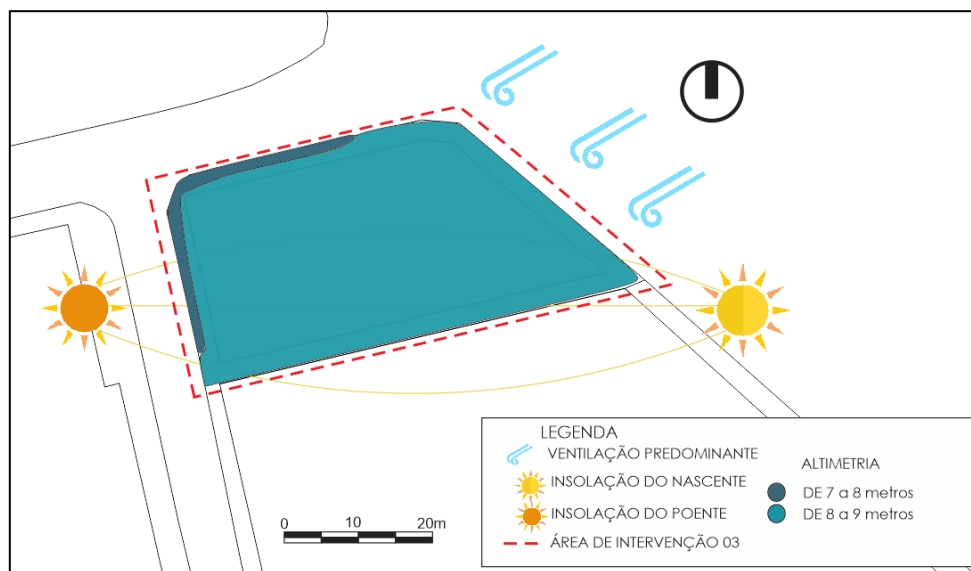 LEGENDA
VENTILAÇÃO PREDOMINANTE
INSOLAÇÃO DO NASCENTE
INSOLAÇÃO DO POENTE
ÁREA DE INTERVENÇÃO 03
ALTIMETRIA
DE 7 a 8 metros
DE 8 a 9 metros
0 10 20m